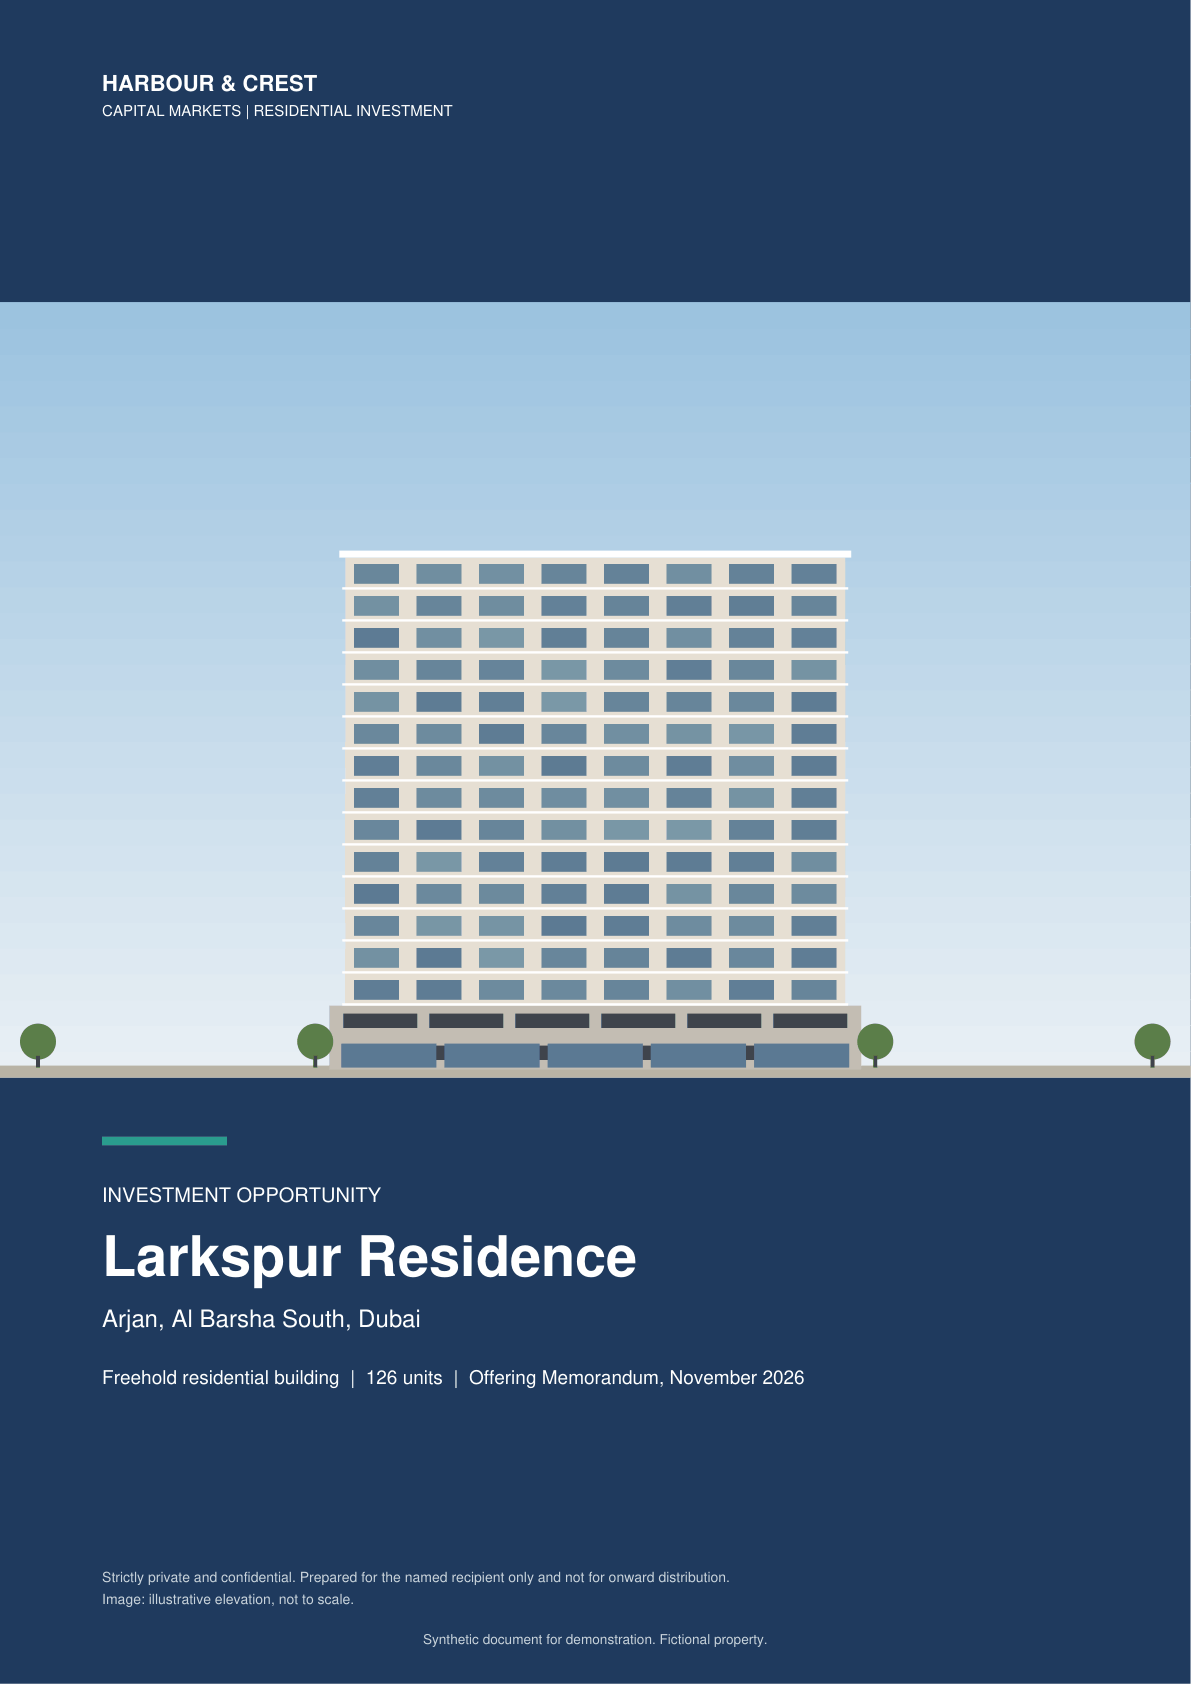 HARBOUR & CREST
CAPITAL MARKETS | RESIDENTIAL INVESTMENT
INVESTMENT OPPORTUNITY
Larkspur Residence
Arjan, Al Barsha South, Dubai
Freehold residential building | 126 units | Offering Memorandum, November 2026
Strictly private and confidential. Prepared for the named recipient only and not for onward distribution.
Image: illustrative elevation, not to scale.
Synthetic document for demonstration. Fictional property.